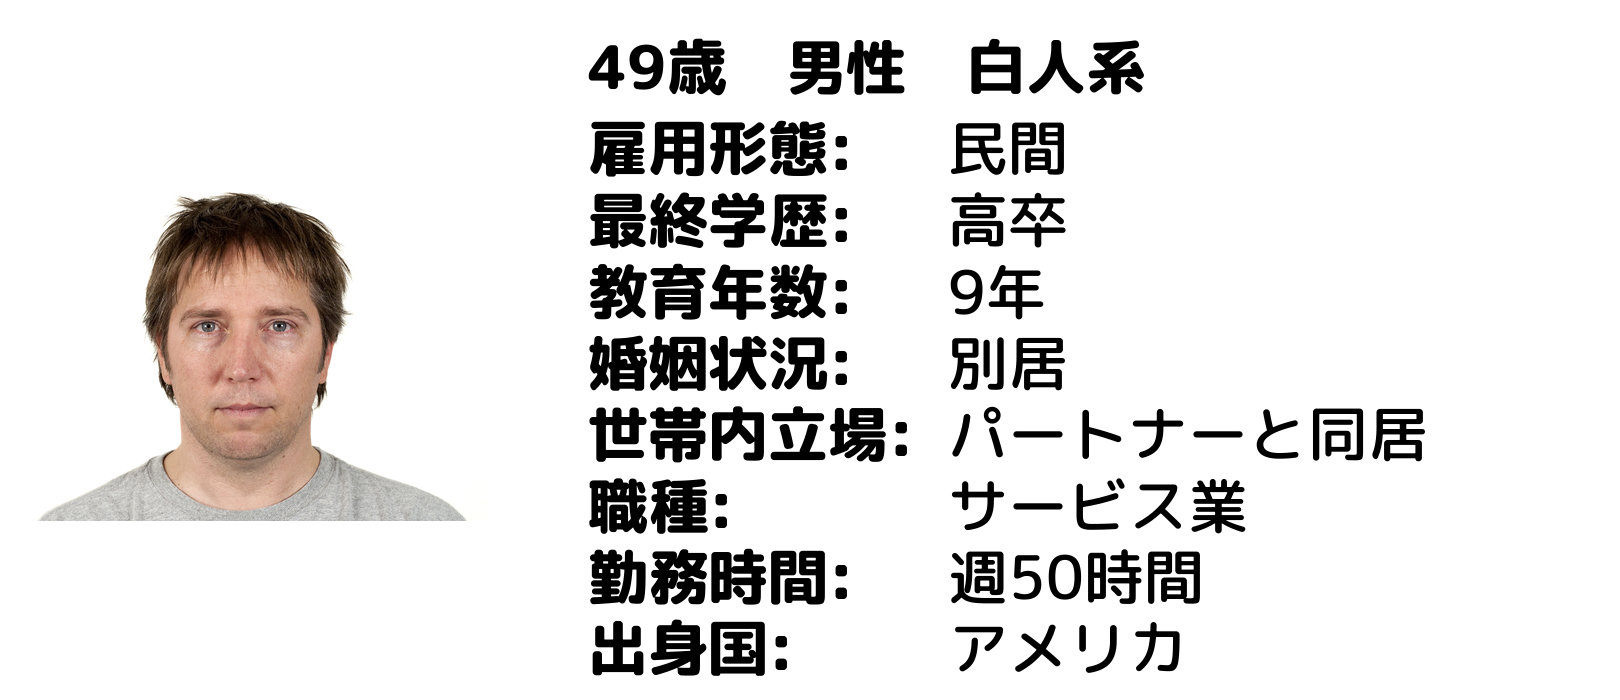 49歳　男性　白人系
雇用形態:　民間
最終学歴:　高卒
教育年数:　9年
婚姻状況:　別居
世帯内立場:　パートナーと同居
職種:　サービス業
勤務時間:　週50時間
出身国:　アメリカ